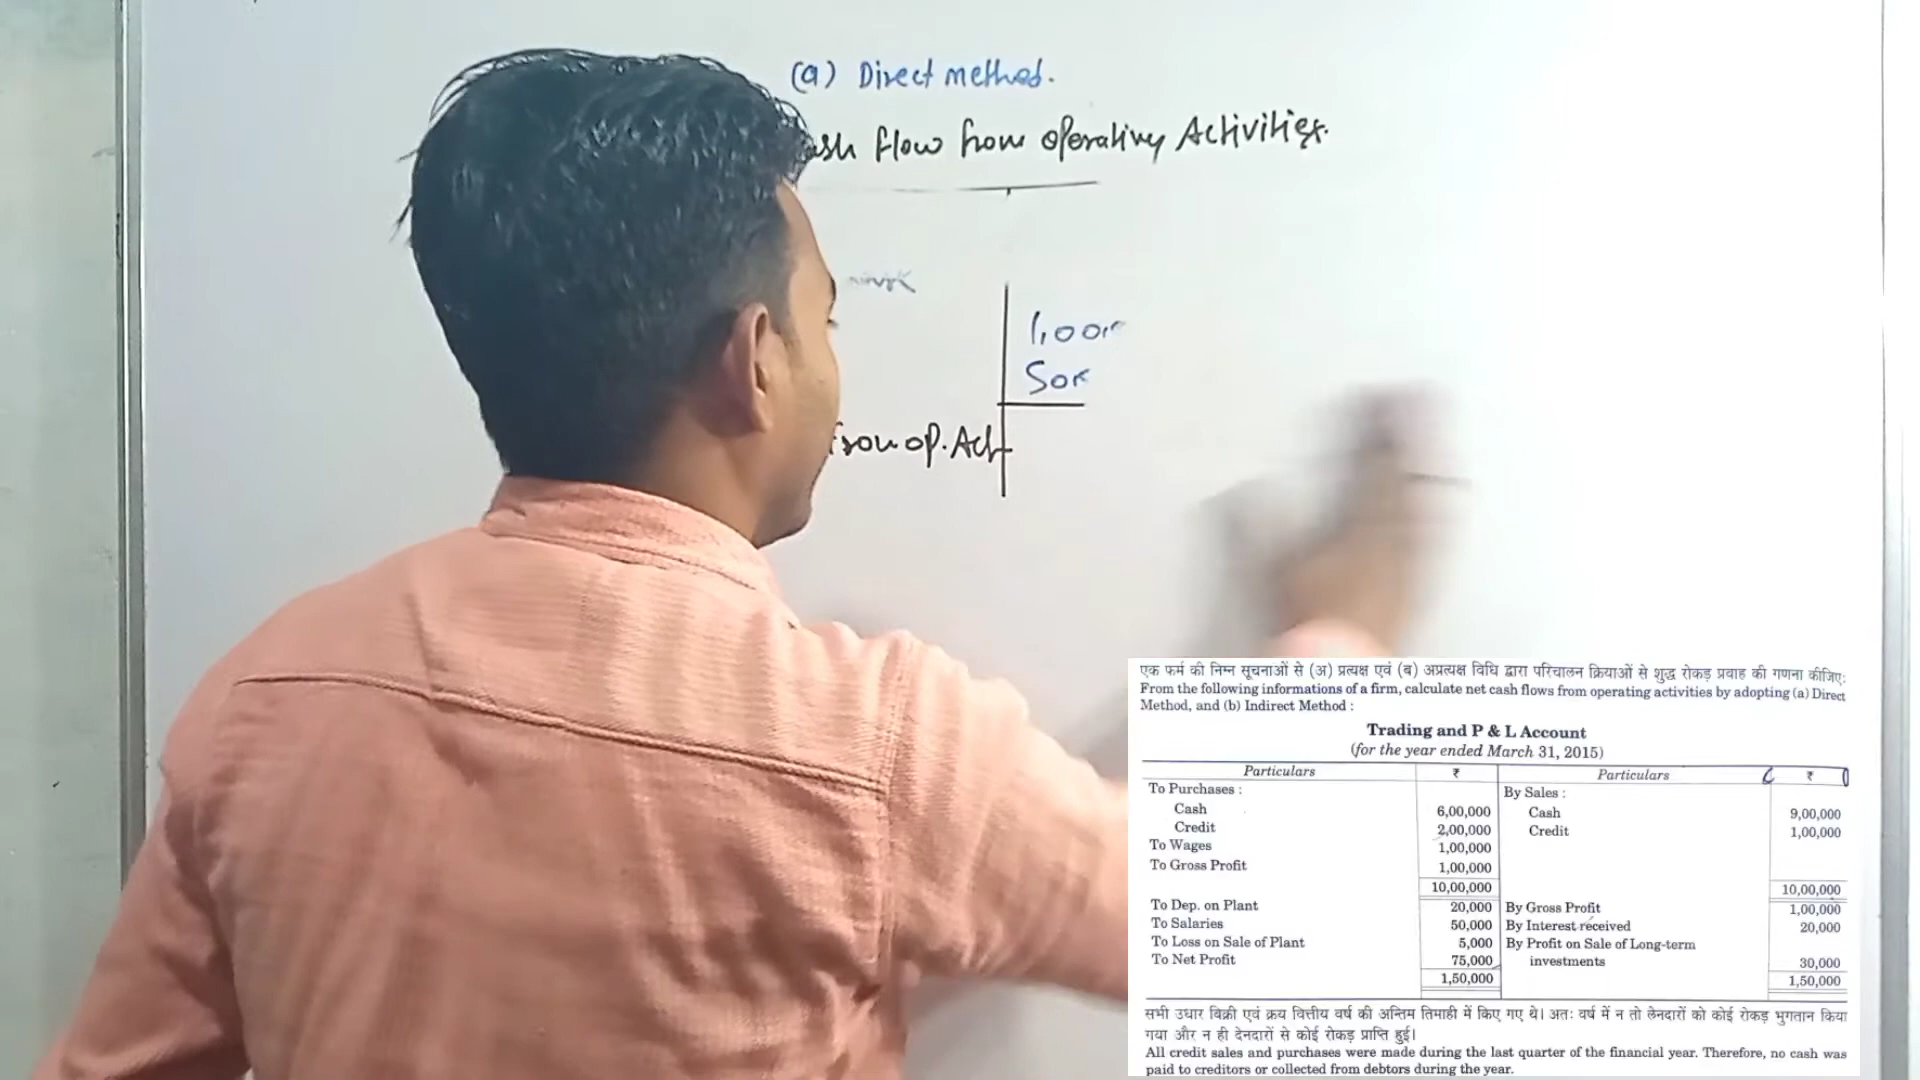 (a) Direct method.
ash flow from operating Activities.
1,00
50
from op. Act
एक फर्म की निम्न सूचनाओं से (अ) प्रत्यक्ष एवं (ब) अप्रत्यक्ष विधि द्वारा परिचालन क्रियाओं से शुद्ध रोकड़ प्रवाह की गणना कीजिए:
From the following informations of a firm, calculate net cash flows from operating activities by adopting (a) Direct
Method, and (b) Indirect Method :
Trading and P & L Account
(for the year ended March 31, 2015)
Particulars ₹ Particulars ₹
To Purchases : By Sales :
Cash 6,00,000 Cash 9,00,000
Credit 2,00,000 Credit 1,00,000
To Wages 1,00,000
To Gross Profit 1,00,000
10,00,000 10,00,000
To Dep. on Plant 20,000 By Gross Profit 1,00,000
To Salaries 50,000 By Interest received 20,000
To Loss on Sale of Plant 5,000 By Profit on Sale of Long-term
To Net Profit 75,000 investments 30,000
1,50,000 1,50,000
सभी उधार बिक्री एवं क्रय वित्तीय वर्ष की अन्तिम तिमाही में किए गए थे। अतः वर्ष में न तो लेनदारों को कोई रोकड़ भुगतान किया
गया और न ही देनदारों से कोई रोकड़ प्राप्ति हुई।
All credit sales and purchases were made during the last quarter of the financial year. Therefore, no cash was
paid to creditors or collected from debtors during the year.